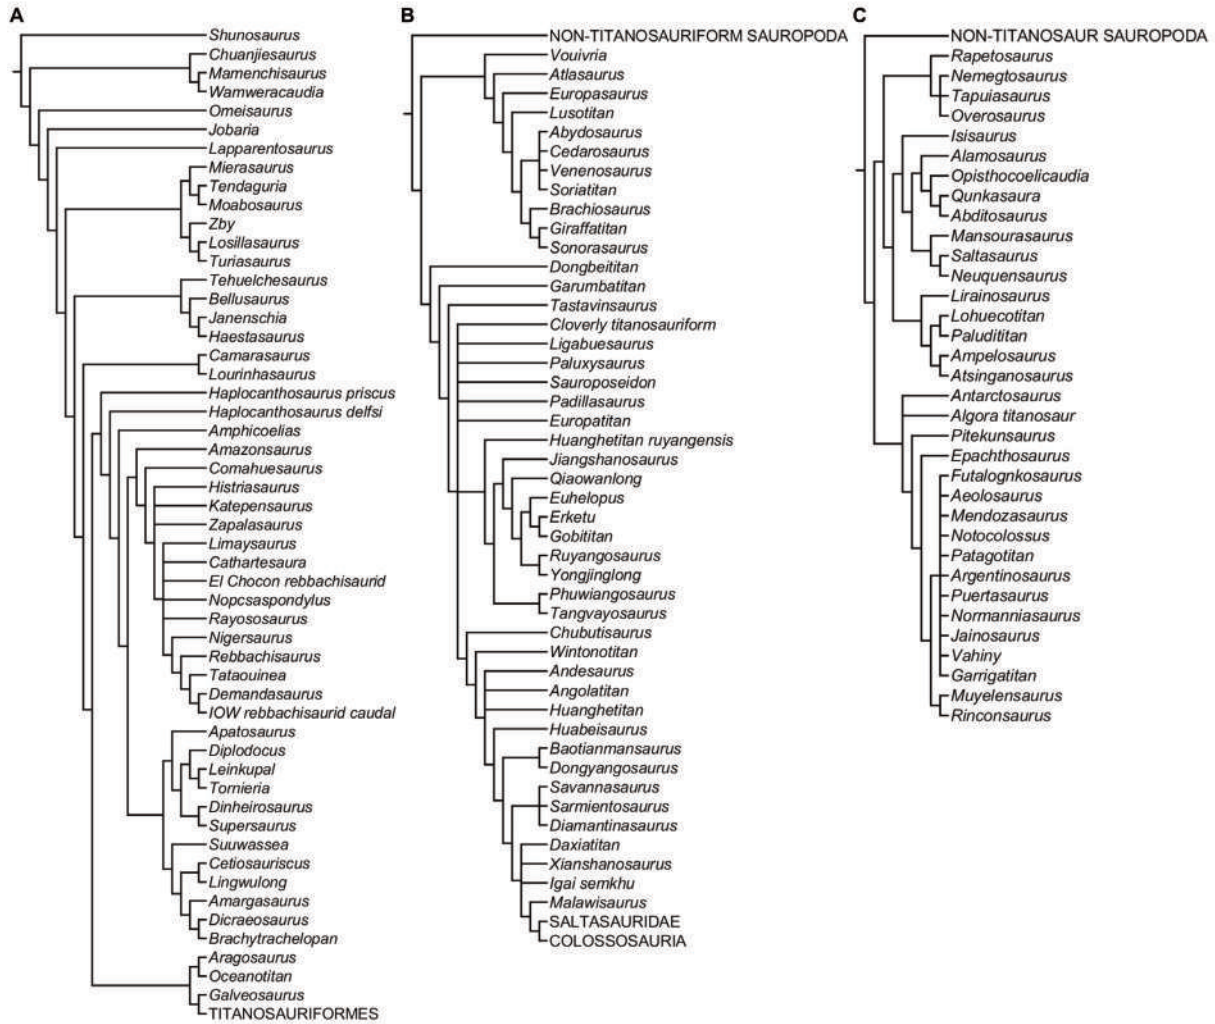 A
Shunosaurus
Chuanjiesaurus
Mamenchisaurus
Wamweracaudia
Omeisaurus
Jobaria
Lapparentosaurus
Mierasaurus
Tendaguria
Moabosaurus
Zby
Losillasaurus
Turiasaurus
Tehuelchesaurus
Bellusaurus
Janenschia
Haestasaurus
Camarasaurus
Lourinhasaurus
Haplocanthosaurus priscus
Haplocanthosaurus delfsi
Amphicoelias
Amazonsaurus
Comahuesaurus
Histriasaurus
Katepensaurus
Zapalasaurus
Limaysaurus
Cathartesaura
El Chocon rebbachisaurid
Nopcsaspondylus
Rayososaurus
Nigersaurus
Rebbachisaurus
Tataouinea
Demandasaurus
IOW rebbachisaurid caudal
Apatosaurus
Diplodocus
Leinkupal
Tornieria
Dinheirosaurus
Supersaurus
Suuwassea
Cetiosauriscus
Lingwulong
Amargasaurus
Dicraeosaurus
Brachytrachelopan
Aragosaurus
Oceanotitan
Galveosaurus
TITANOSAURIFORMES
B
NON-TITANOSAURIFORM SAUROPODA
Vouivria
Atlasaurus
Europasaurus
Lusotitan
Abydosaurus
Cedarosaurus
Venenosaurus
Soriatitan
Brachiosaurus
Giraffatitan
Sonorasaurus
Dongbeititan
Garumbatitan
Tastavinsaurus
Cloverly titanosauriform
Ligabuesaurus
Paluxysaurus
Sauroposeidon
Padillasaurus
Europatitan
Huanghetitan ruyangensis
Jiangshanosaurus
Qiaowanlong
Euhelopus
Erketu
Gobititan
Ruyangosaurus
Yongjinglong
Phuwiangosaurus
Tangvayosaurus
Chubutisaurus
Wintonotitan
Andesaurus
Angolatitan
Huanghetitan
Huabeisaurus
Baotianmansaurus
Dongyangosaurus
Savannasaurus
Sarmientosaurus
Diamantinasaurus
Daxiatitan
Xianshanosaurus
Igai semkhu
Malawisaurus
SALTASAURIDAE
COLOSSOSAURIA
C
NON-TITANOSAUR SAUROPODA
Rapetosaurus
Nemegtosaurus
Tapuiasaurus
Overosaurus
Isisaurus
Alamosaurus
Opisthocoelicaudia
Qunkasaura
Abditosaurus
Mansourasaurus
Saltasaurus
Neuquensaurus
Lirainosaurus
Lohuecotitan
Paludititan
Ampelosaurus
Atsinganosaurus
Antarctosaurus
Algora titanosaur
Pitekunsaurus
Epachthosaurus
Futalognkosaurus
Aeolosaurus
Mendozasaurus
Notocolossus
Patagotitan
Argentinosaurus
Puertasaurus
Normanniasaurus
Jainosaurus
Vahiny
Garrigatitan
Muyelensaurus
Rinconsaurus